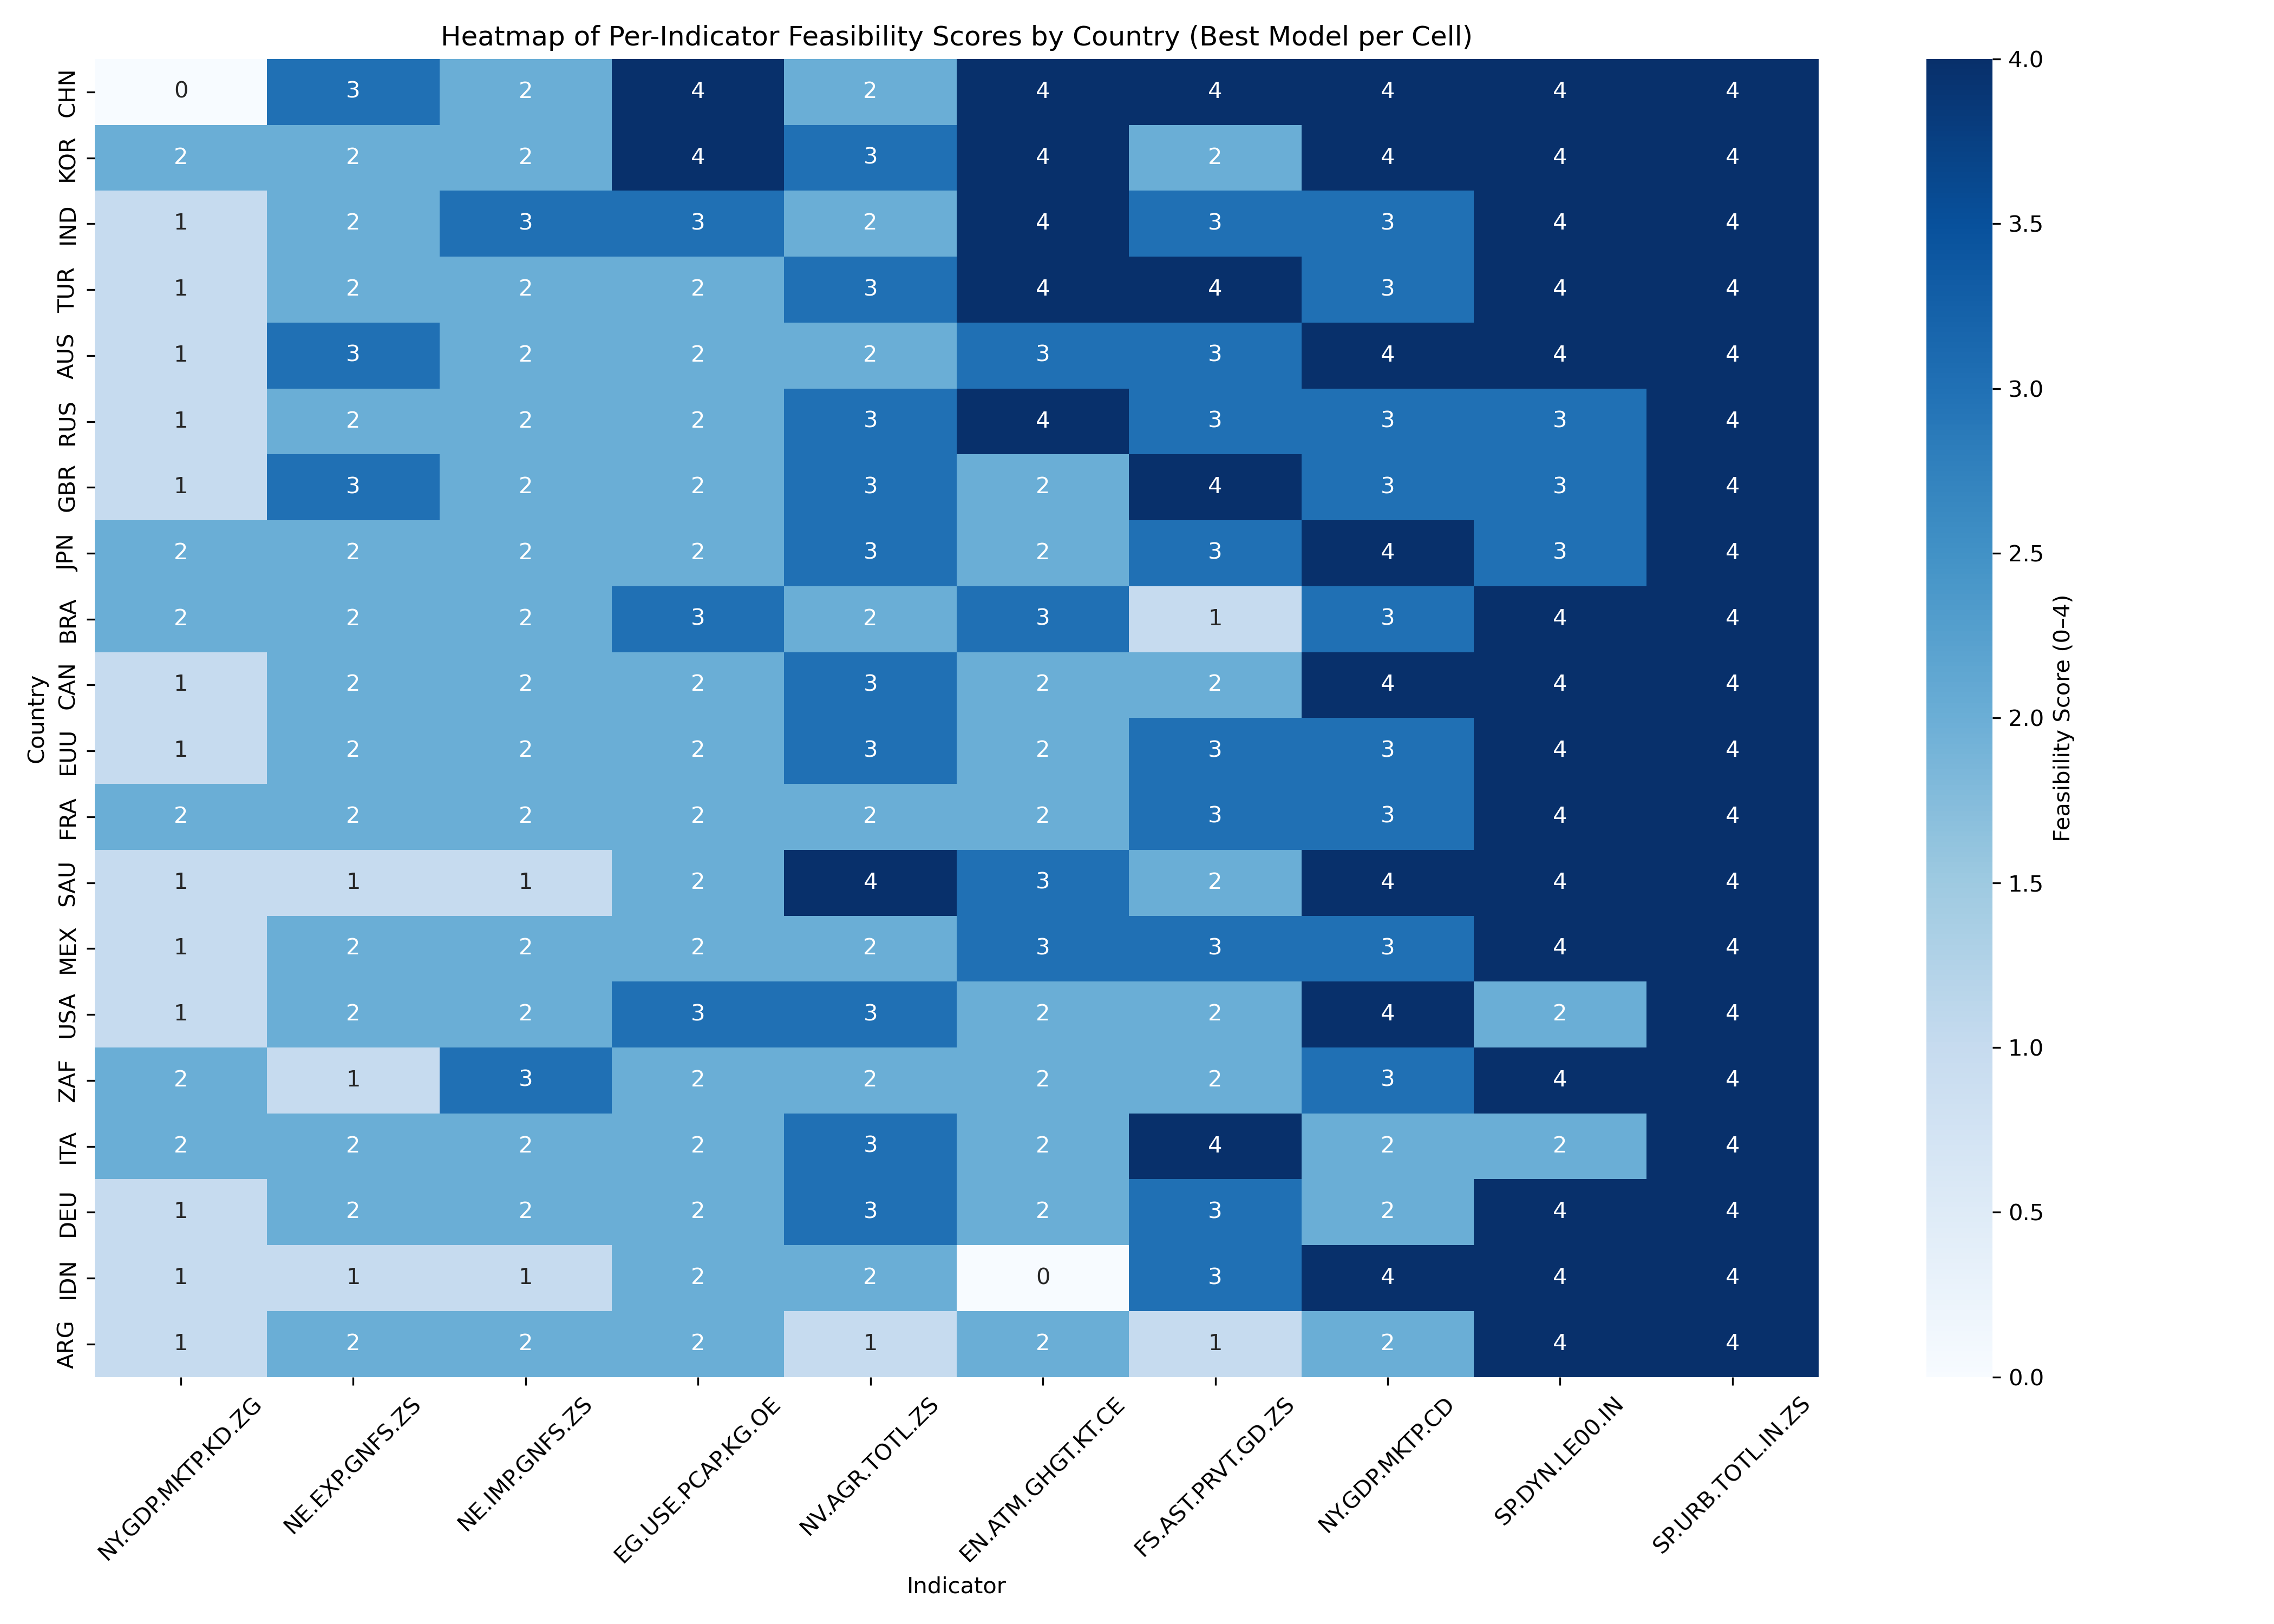 Heatmap of Per-Indicator Feasibility Scores by Country (Best Model per Cell)
Country
CHN 0 3 2 4 2 4 4 4 4 4
KOR 2 2 2 4 3 4 2 4 4 4
IND 1 2 3 3 2 4 3 3 4 4
TUR 1 2 2 2 3 4 4 3 4 4
AUS 1 3 2 2 2 3 3 4 4 4
RUS 1 2 2 2 3 4 3 3 3 4
GBR 1 3 2 2 3 2 4 3 3 4
JPN 2 2 2 2 3 2 3 4 3 4
BRA 2 2 2 3 2 3 1 3 4 4
CAN 1 2 2 2 3 2 2 4 4 4
EUU 1 2 2 2 3 2 3 3 4 4
FRA 2 2 2 2 2 2 3 3 4 4
SAU 1 1 1 2 4 3 2 4 4 4
MEX 1 2 2 2 2 3 3 3 4 4
USA 1 2 2 3 3 2 2 4 2 4
ZAF 2 1 3 2 2 2 2 3 4 4
ITA 2 2 2 2 3 2 4 2 2 4
DEU 1 2 2 2 3 2 3 2 4 4
IDN 1 1 1 2 2 0 3 4 4 4
ARG 1 2 2 2 1 2 1 2 4 4
NY.GDP.MKTP.KD.ZG
NE.EXP.GNFS.ZS
NE.IMP.GNFS.ZS
EG.USE.PCAP.KG.OE
NV.AGR.TOTL.ZS
EN.ATM.GHGT.KT.CE
FS.AST.PRVT.GD.ZS
NY.GDP.MKTP.CD
SP.DYN.LE00.IN
SP.URB.TOTL.IN.ZS
Indicator
4.0
3.5
3.0
2.5
2.0
1.5
1.0
0.5
0.0
Feasibility Score (0–4)